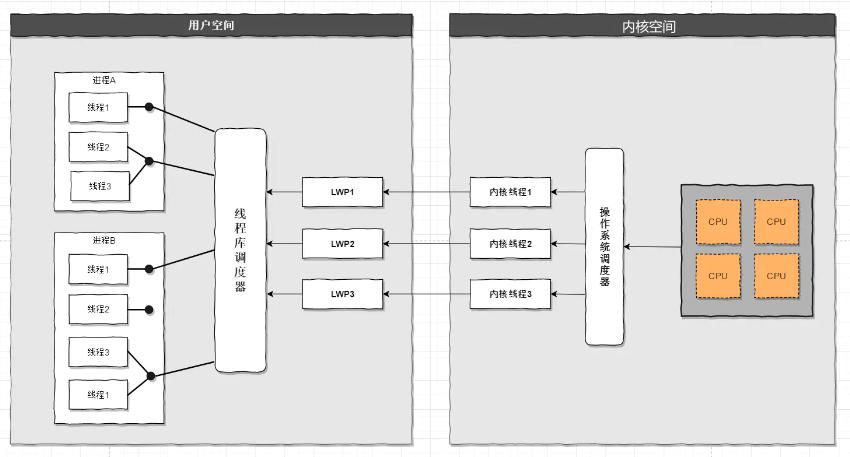 用户空间
内核空间
进程A
线程1
线程2
线程3
进程B
线程1
线程2
线程3
线程1
线程库调度器
LWP1
LWP2
LWP3
内核线程1
内核线程2
内核线程3
操作系统调度器
CPU
CPU
CPU
CPU